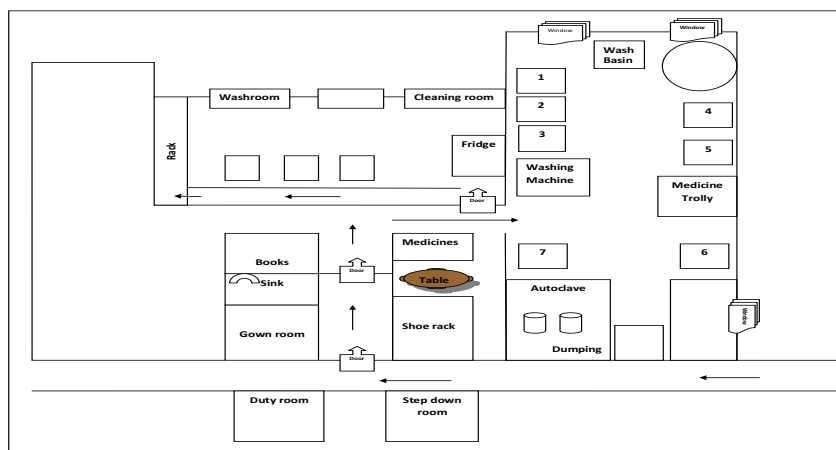 Window
Window
Wash
Basin
1
2
3
4
5
Washroom
Cleaning room
Rack
Fridge
Washing
Machine
Medicine
Trolly
Door
Medicines
7
6
Books
Door
Sink
Table
Autoclave
Window
Gown room
Shoe rack
Dumping
Door
Duty room
Step down
room